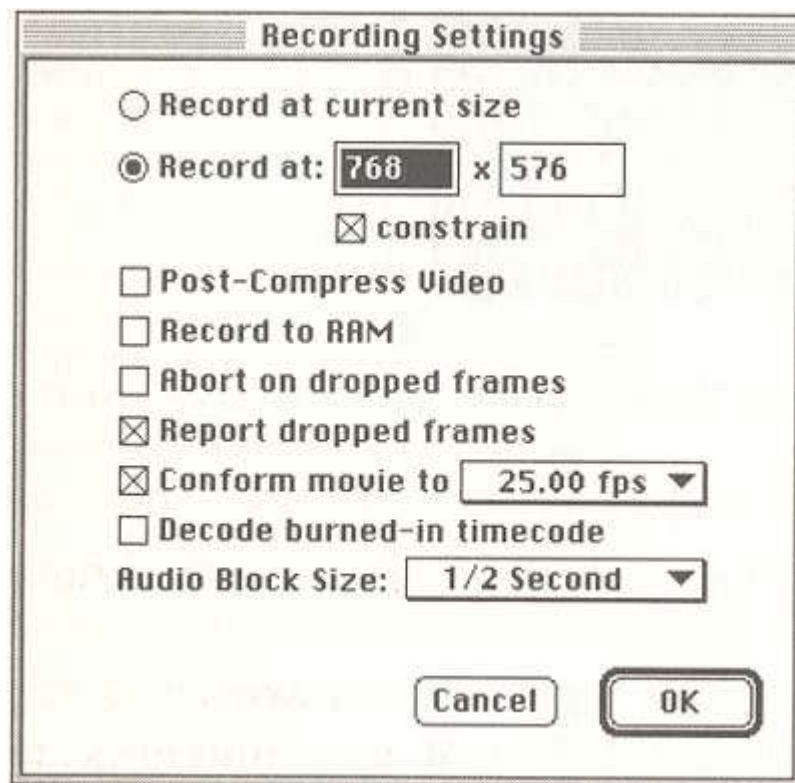 Recording Settings
Record at current size
Record at: 768 x 576
constrain
Post-Compress Video
Record to RAM
Abort on dropped frames
Report dropped frames
Conform movie to 25.00 fps
Decode burned-in timecode
Audio Block Size: 1/2 Second
Cancel OK